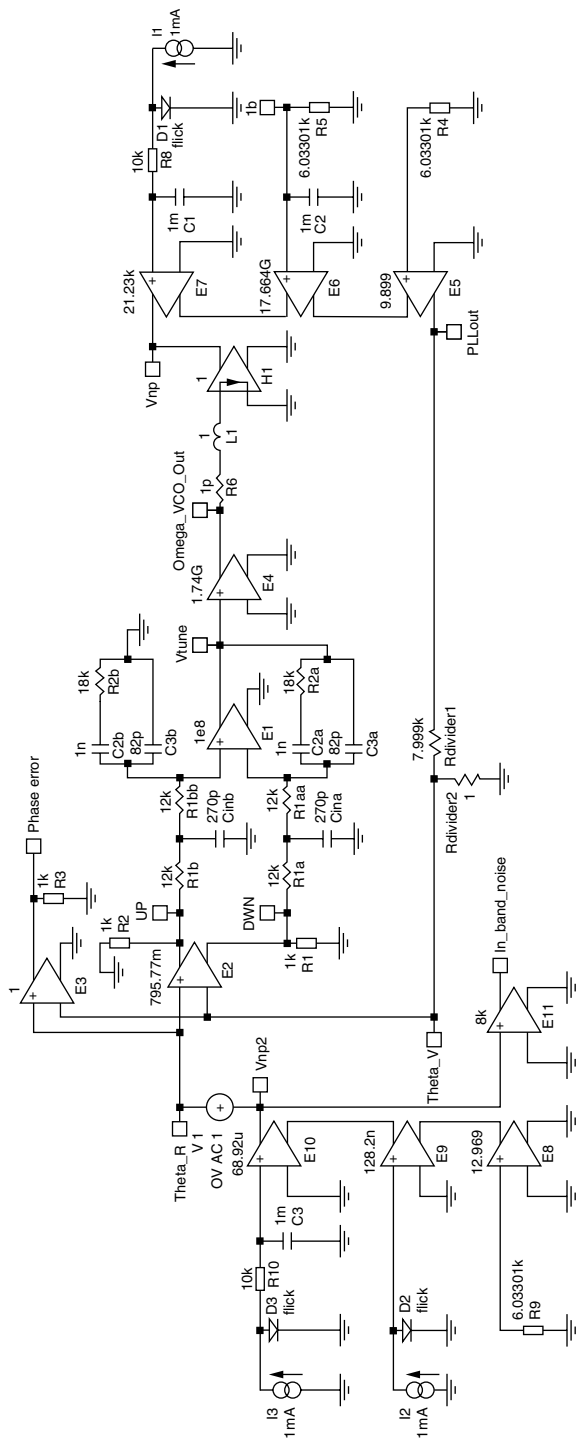 Phase error
1
E3
1k
R3
1k
R2
UP
795.77m
E2
1k
R1
DWN
12k
R1b
12k
R1bb
270p
Cinb
12k
R1a
12k
R1aa
270p
Cina
1n
C2b
18k
R2b
82p
C3b
1e8
E1
1n
C2a
18k
R2a
82p
C3a
Vtune
1.74G
E4
Omega_VCO_Out
1p
R6
1
L1
1
H1
Vnp
21.23k
E7
1m
C1
10k
R8
D1
flick
I1
1mA
17.664G
E6
1m
C2
6.03301k
R5
1b
9.899
E5
6.03301k
R4
PLLout
7.999k
Rdivider1
Rdivider2
1
Theta_R
V 1
OV AC 1
Theta_V
Vnp2
68.92u
E10
1m
C3
10k
R10
D3
flick
I3
1mA
128.2n
E9
D2
flick
I2
1mA
12.969
E8
6.03301k
R9
8k
E11
In_band_noise